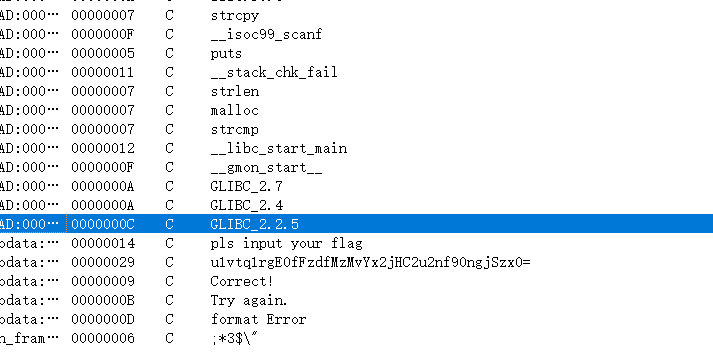 AD:000… 00000007 C strcpy
AD:000… 0000000F C __isoc99_scanf
AD:000… 00000005 C puts
AD:000… 00000011 C __stack_chk_fail
AD:000… 00000007 C strlen
AD:000… 00000007 C malloc
AD:000… 00000007 C strcmp
AD:000… 00000012 C __libc_start_main
AD:000… 0000000F C __gmon_start__
AD:000… 0000000A C GLIBC_2.7
AD:000… 0000000A C GLIBC_2.4
AD:000… 0000000C C GLIBC_2.2.5
odata:… 00000014 C pls input your flag
odata:… 00000029 C u1vtq1rgE0fFzdfMzMvYx2jHC2u2nf90ngjSzx0=
odata:… 00000009 C Correct!
odata:… 0000000B C Try again.
odata:… 0000000D C format Error
n_fram… 00000006 C ;*3$\"